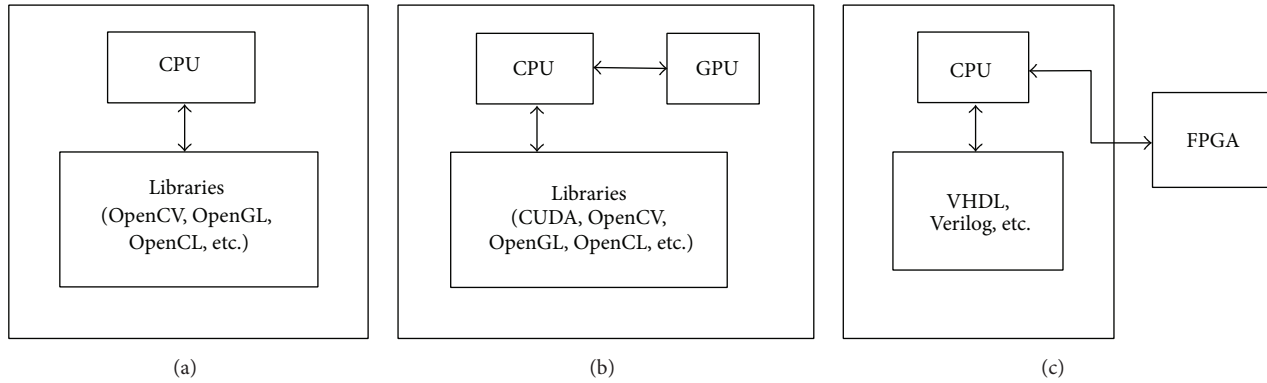 CPU
Libraries
(OpenCV, OpenGL,
OpenCL, etc.)
(a)
CPU
GPU
Libraries
(CUDA, OpenCV,
OpenGL, OpenCL, etc.)
(b)
CPU
FPGA
VHDL,
Verilog, etc.
(c)